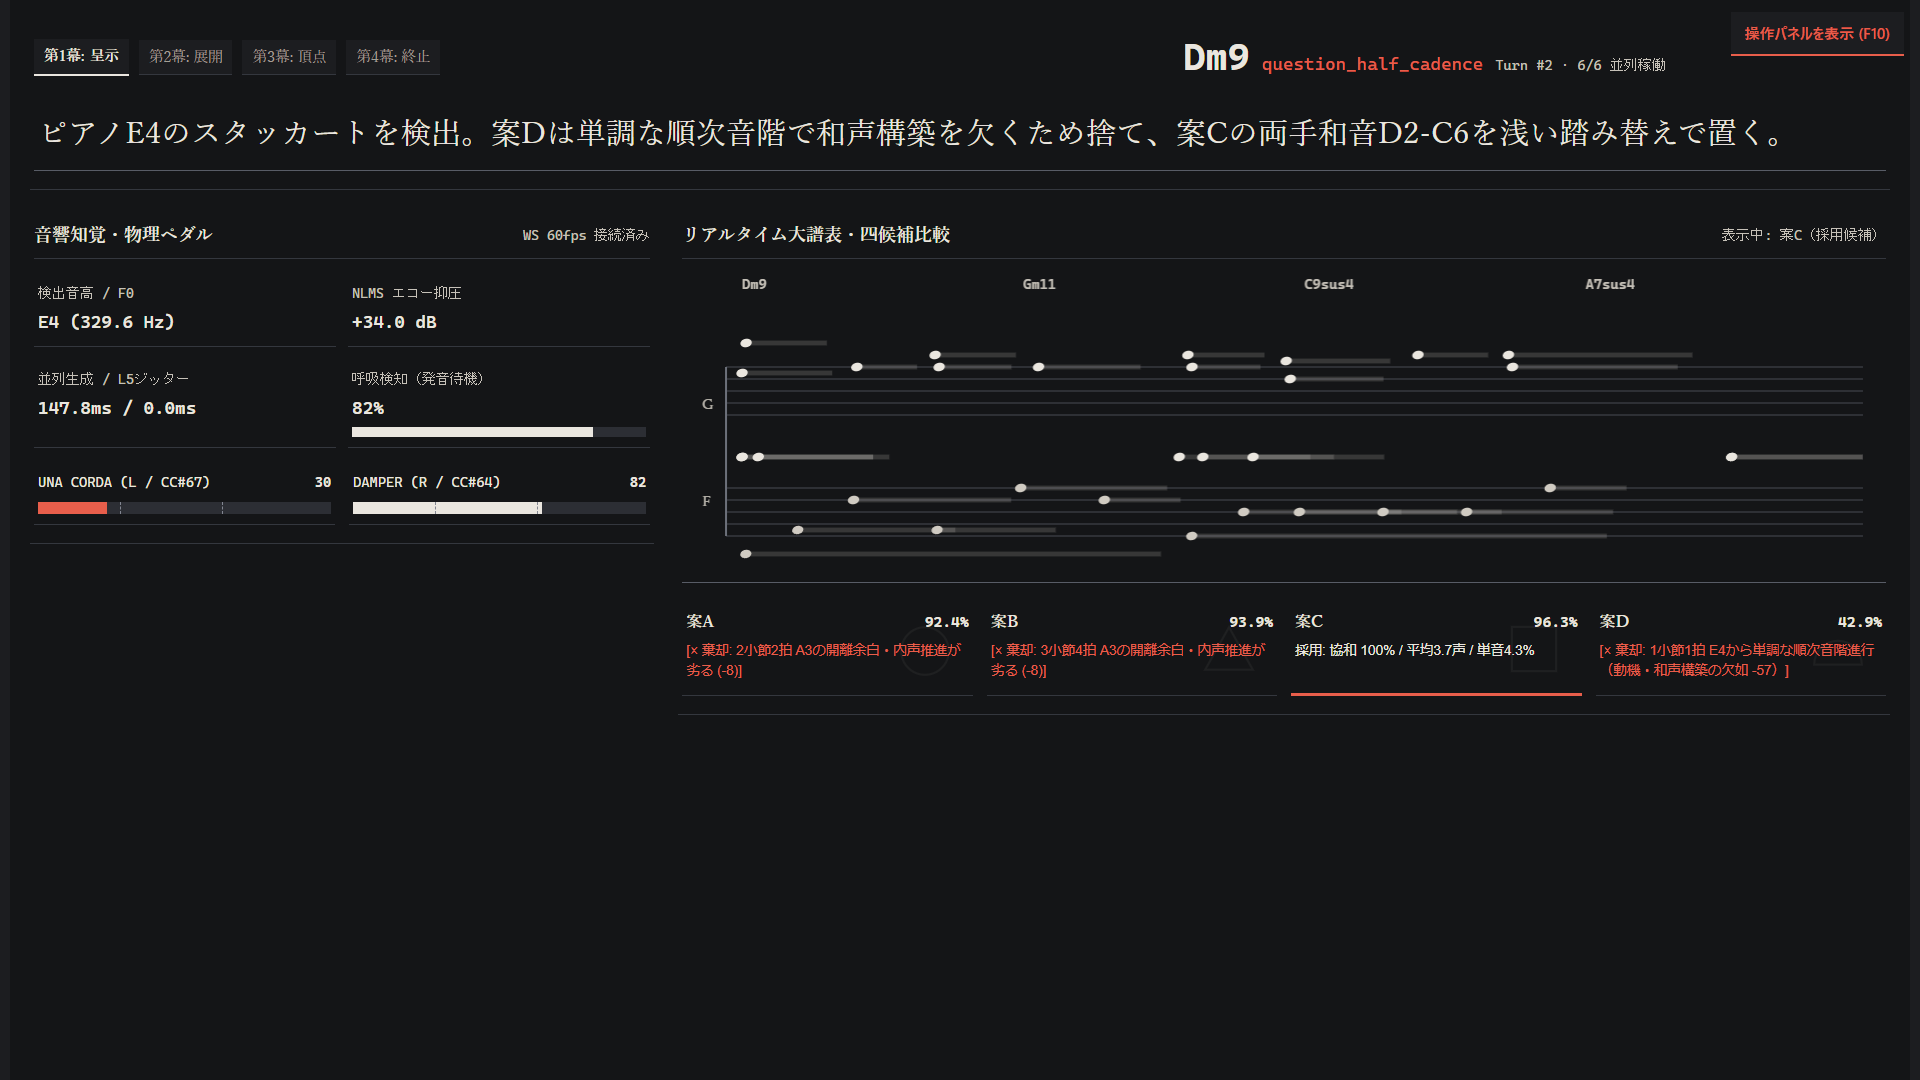 第1幕: 呈示
第2幕: 展開
第3幕: 頂点
第4幕: 終止
Dm9 question_half_cadence Turn #2 · 6/6 並列稼働
操作パネルを表示 (F10)
ピアノE4のスタッカートを検出。案Dは単調な順次音階で和声構築を欠くため捨て、案Cの両手和音D2-C6を浅い踏み替えで置く。
音響知覚・物理ペダル
WS 60fps 接続済み
検出音高 / F0
E4 (329.6 Hz)
NLMS エコー抑圧
+34.0 dB
並列生成 / L5ジッター
147.8ms / 0.0ms
呼吸検知（発音待機）
82%
UNA CORDA (L / CC#67) 30
DAMPER (R / CC#64) 82
リアルタイム大譜表・四候補比較
表示中: 案C（採用候補）
Dm9 Gm11 C9sus4 A7sus4
G
F
案A 92.4%
[× 棄却: 2小節2拍 A3の開離余白・内声推進が
劣る (-8)]
案B 93.9%
[× 棄却: 3小節4拍 A3の開離余白・内声推進が
劣る (-8)]
案C 96.3%
採用: 協和 100% / 平均3.7声 / 単音4.3%
案D 42.9%
[× 棄却: 1小節1拍 E4から単調な順次音階進行
（動機・和声構築の欠如 -57）]